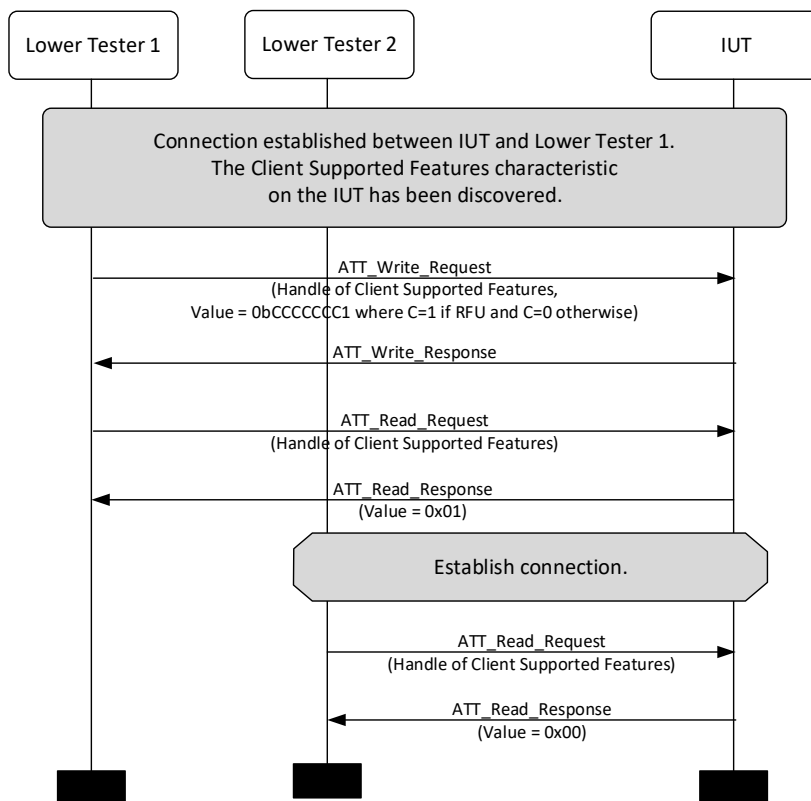 Lower Tester 1
Lower Tester 2
IUT
Connection established between IUT and Lower Tester 1.
The Client Supported Features characteristic
on the IUT has been discovered.
ATT_Write_Request
(Handle of Client Supported Features,
Value = 0bCCCCCCC1 where C=1 if RFU and C=0 otherwise)
ATT_Write_Response
ATT_Read_Request
(Handle of Client Supported Features)
ATT_Read_Response
(Value = 0x01)
Establish connection.
ATT_Read_Request
(Handle of Client Supported Features)
ATT_Read_Response
(Value = 0x00)